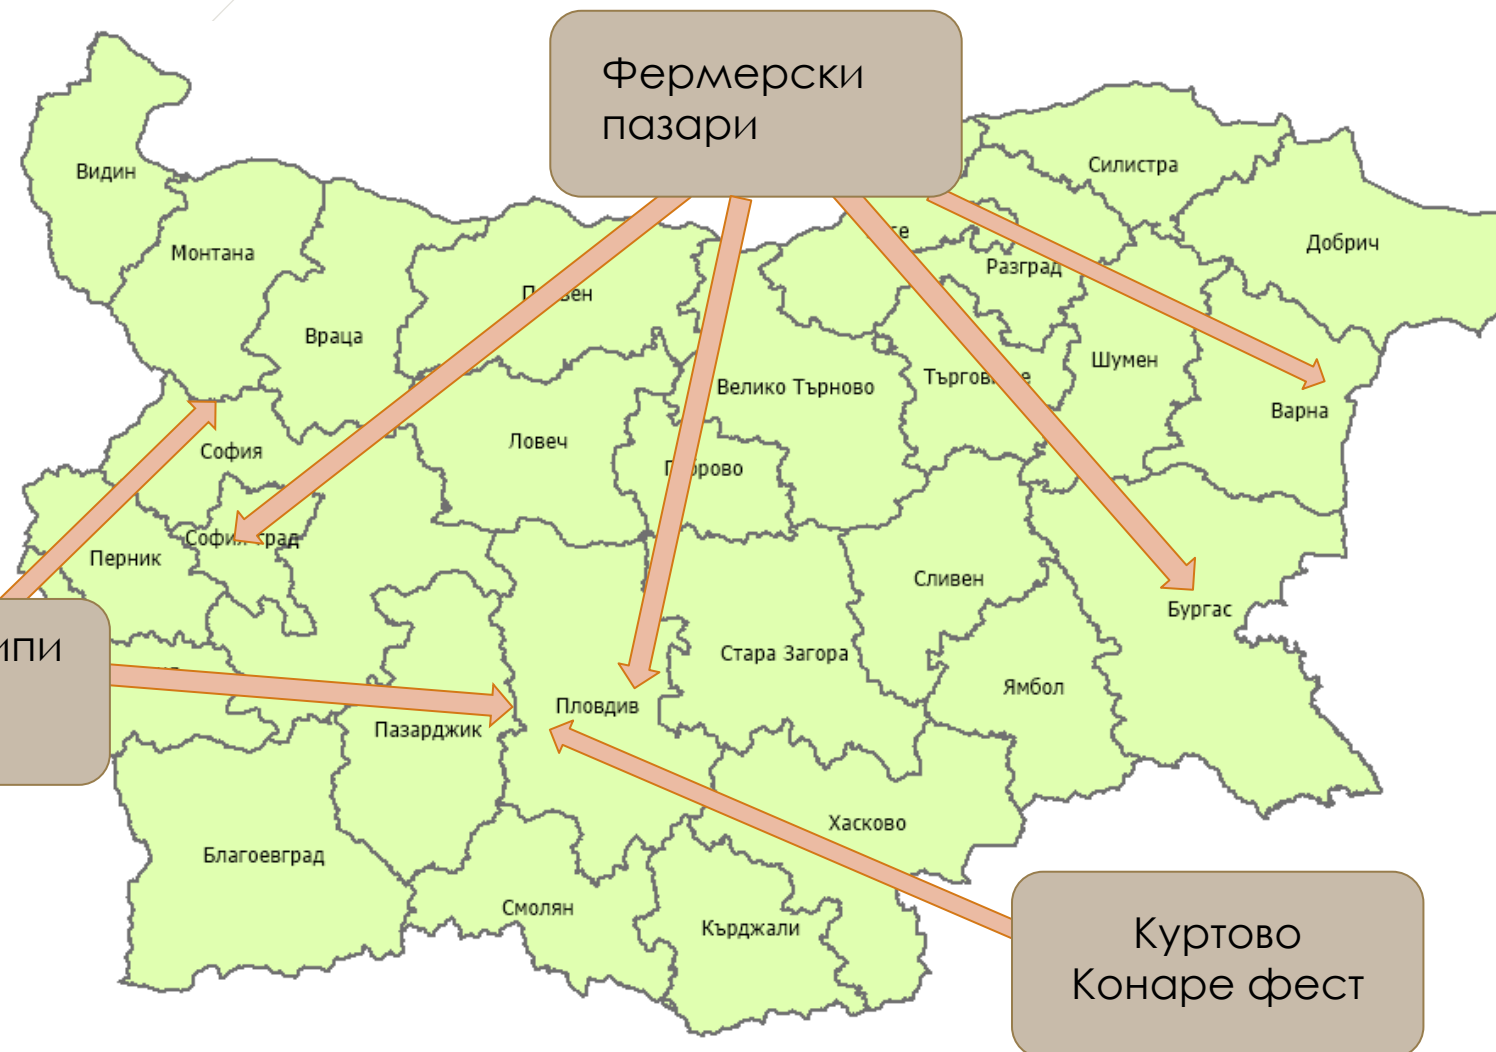 Фермерски
пазари
Силистра
Видин
Добрич
Монтана
Разград
Враца
Шумен
Велико Търново
Варна
Ловеч
София
Перник
Сливен
Бургас
Стара Загора
Ямбол
Пловдив
Пазарджик
Хасково
Благоевград
Смолян
Кърджали
Куртово
Конаре фест